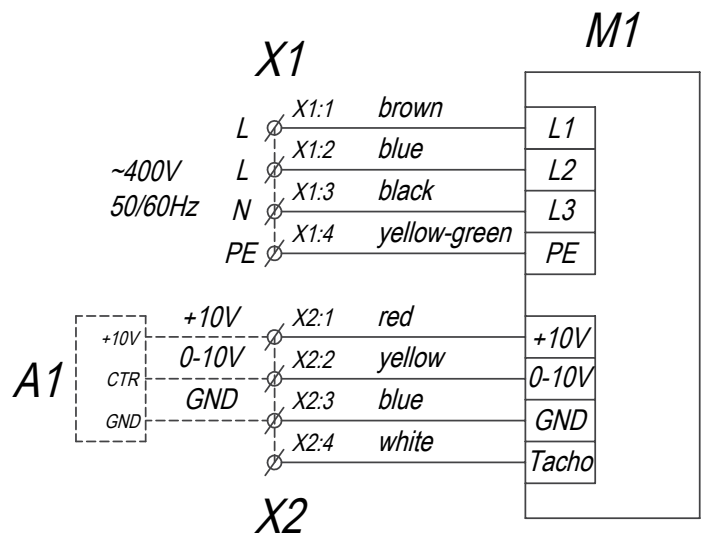 M1
X1
L X1:1 brown L1
~400V
50/60Hz
L X1:2 blue L2
N X1:3 black L3
PE X1:4 yellow-green PE
A1
+10V +10V X2:1 red +10V
CTR 0-10V X2:2 yellow 0-10V
GND GND X2:3 blue GND
X2:4 white Tacho
X2